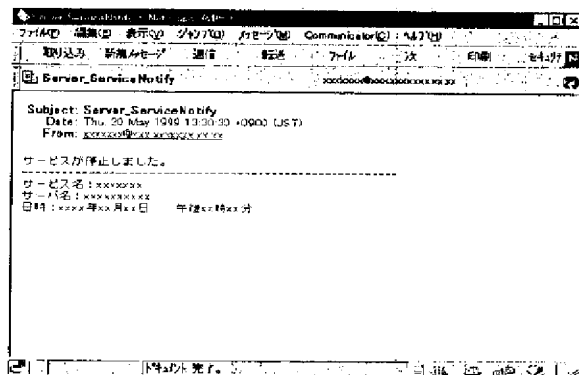 ファイル(F) 編集(E) 表示(V) ジャンプ(G) メッセージ(M) Communicator(C) ヘルプ(H)
取り込み 新規メッセージ 返信 転送 ファイル 次 印刷 セキュリティ
Server_ServiceNotify
Subject: Server_ServiceNotify
Date: Thu, 20 May 1999 13:30:30 +0900 (JST)
From:
サービスが停止しました。
サービス名：xxxxxxx
サーバ名：xxxxxxxxxx
日時：xxxx年xx月xx日 午後xx時xx分
ドキュメント完了。